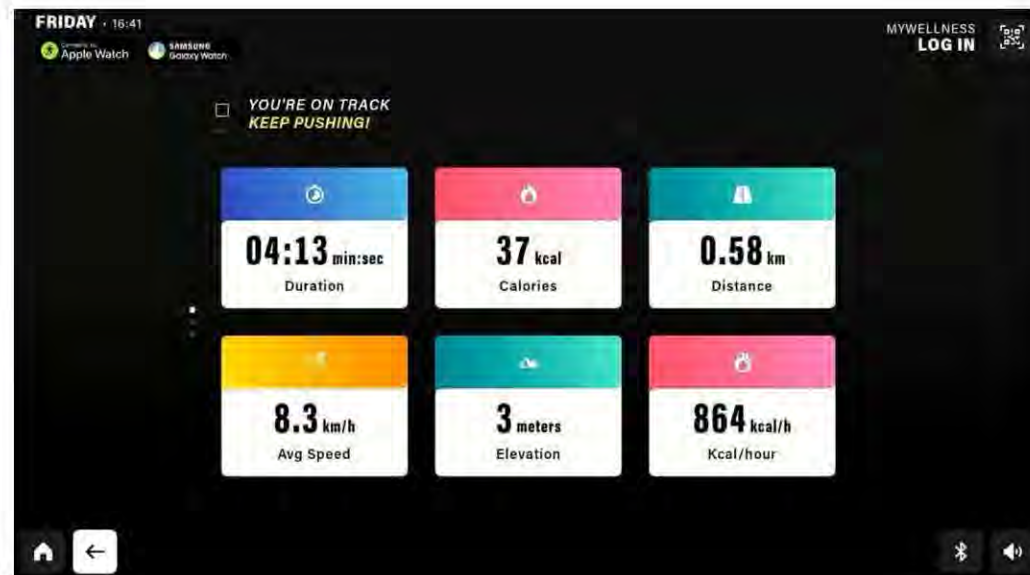 FRIDAY · 16:41
MYWELLNESS
LOG IN
Apple Watch
SAMSUNG
Galaxy Watch
YOU'RE ON TRACK
KEEP PUSHING!
04:13 min:sec
Duration
37 kcal
Calories
0.58 km
Distance
8.3 km/h
Avg Speed
3 meters
Elevation
864 kcal/h
Kcal/hour